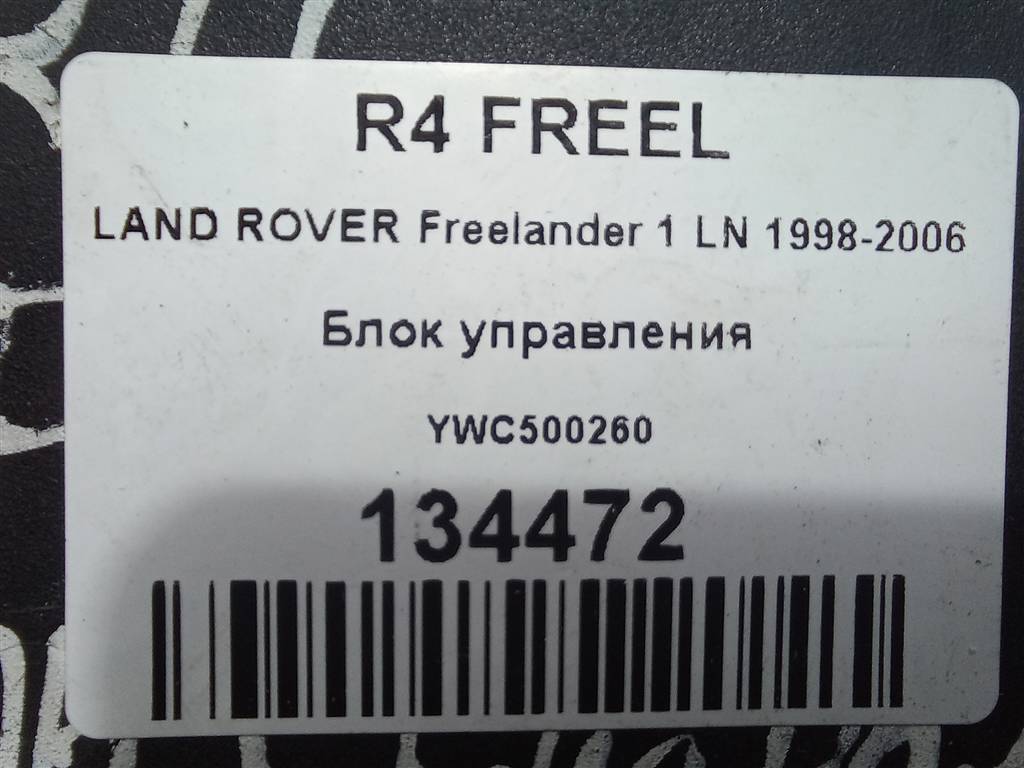 R4 FREEL
LAND ROVER Freelander 1 LN 1998-2006
Блок управления
YWC500260
134472